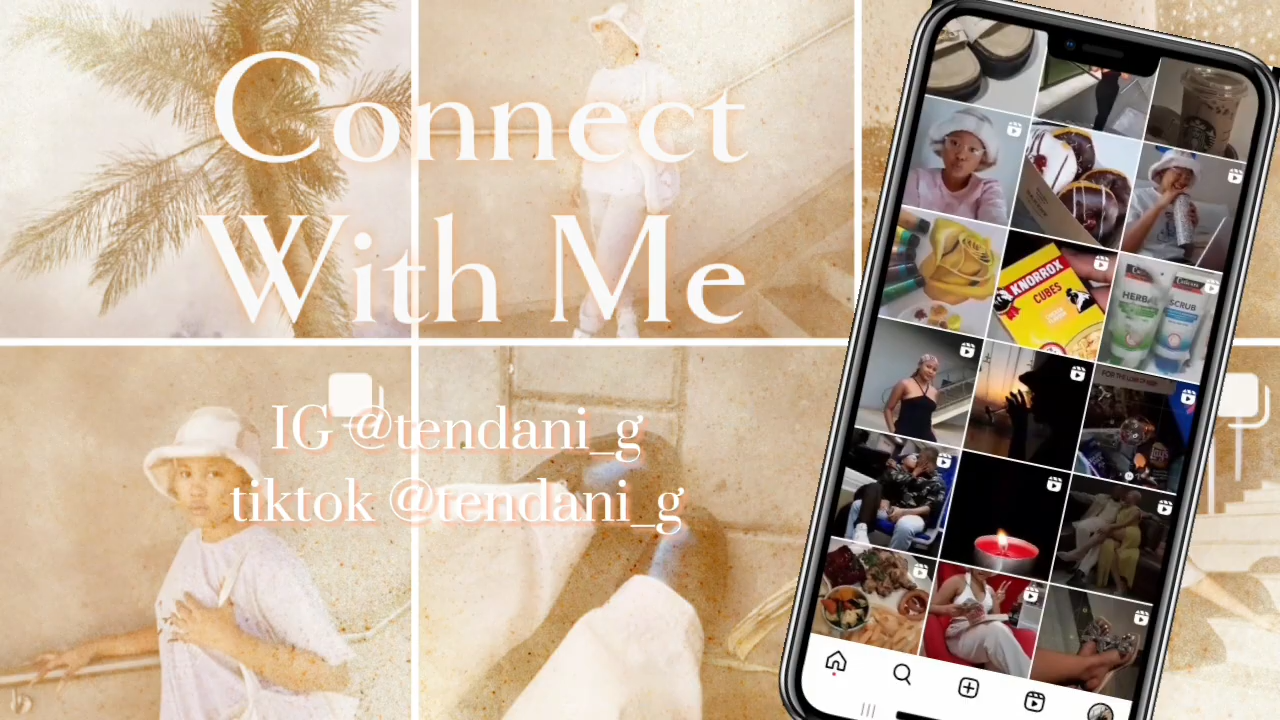 Connect
With Me
IG @tendani_g
tiktok @tendani_g
KNORROX
CUBES
HERBAL
SCRUB